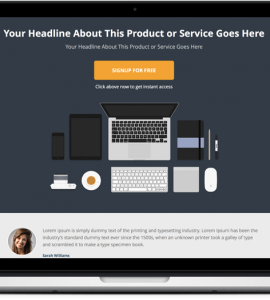 Your Headline About This Product or Service Goes Here
Your Headline About This Product or Service Goes Here
SIGNUP FOR FREE
Click above now to get instant access
Lorem Ipsum is simply dummy text of the printing and typesetting industry. Lorem Ipsum has been the
industry's standard dummy text ever since the 1500s, when an unknown printer took a galley of type
and scrambled it to make a type specimen book.
Sarah Williams